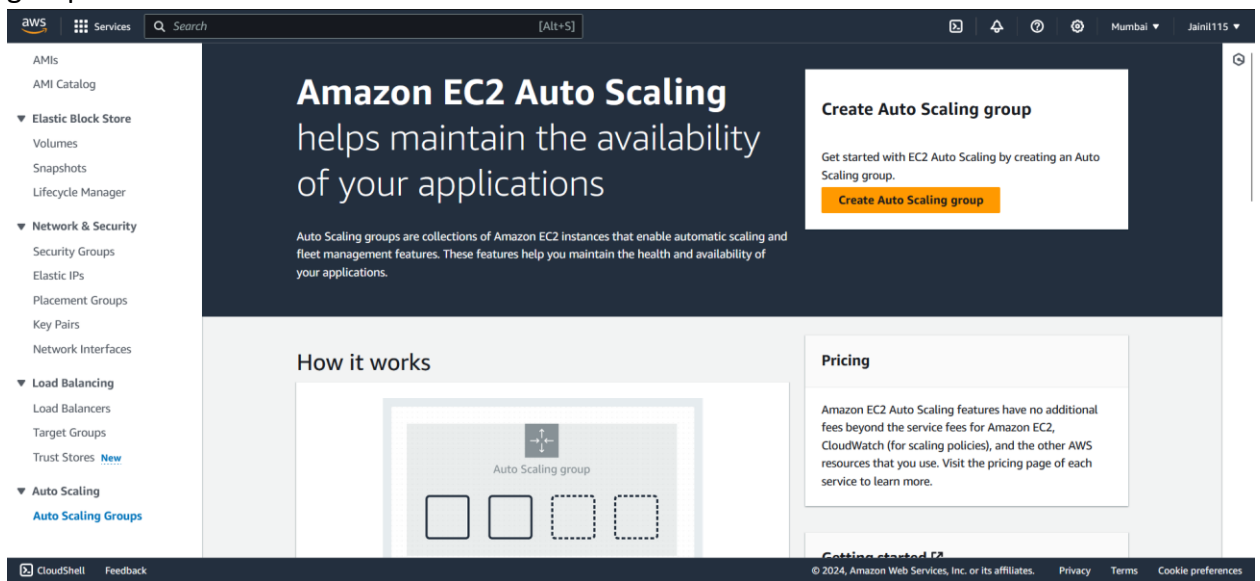 aws
Services
Search
[Alt+S]
Mumbai ▼
Jainil115 ▼
AMIs
AMI Catalog
▼ Elastic Block Store
Volumes
Snapshots
Lifecycle Manager
▼ Network & Security
Security Groups
Elastic IPs
Placement Groups
Key Pairs
Network Interfaces
▼ Load Balancing
Load Balancers
Target Groups
Trust Stores New
▼ Auto Scaling
Auto Scaling Groups
Amazon EC2 Auto Scaling
helps maintain the availability
of your applications
Auto Scaling groups are collections of Amazon EC2 instances that enable automatic scaling and
fleet management features. These features help you maintain the health and availability of
your applications.
Create Auto Scaling group
Get started with EC2 Auto Scaling by creating an Auto
Scaling group.
Create Auto Scaling group
How it works
Auto Scaling group
Pricing
Amazon EC2 Auto Scaling features have no additional
fees beyond the service fees for Amazon EC2,
CloudWatch (for scaling policies), and the other AWS
resources that you use. Visit the pricing page of each
service to learn more.
Getting started
CloudShell
Feedback
© 2024, Amazon Web Services, Inc. or its affiliates.
Privacy
Terms
Cookie preferences